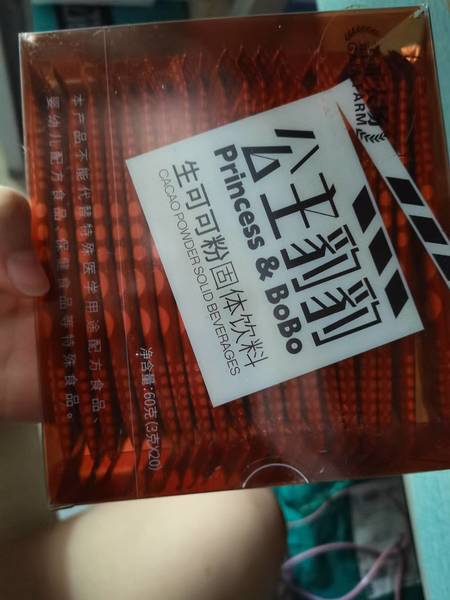 公主豹豹
Princess & BoBo
生可可粉固体饮料
CACAO POWDER SOLID BEVERAGES
净含量:60克(3克x20)
本产品不能代替特殊医学用途配方食品、
婴幼儿配方食品、保健食品等特殊食品。